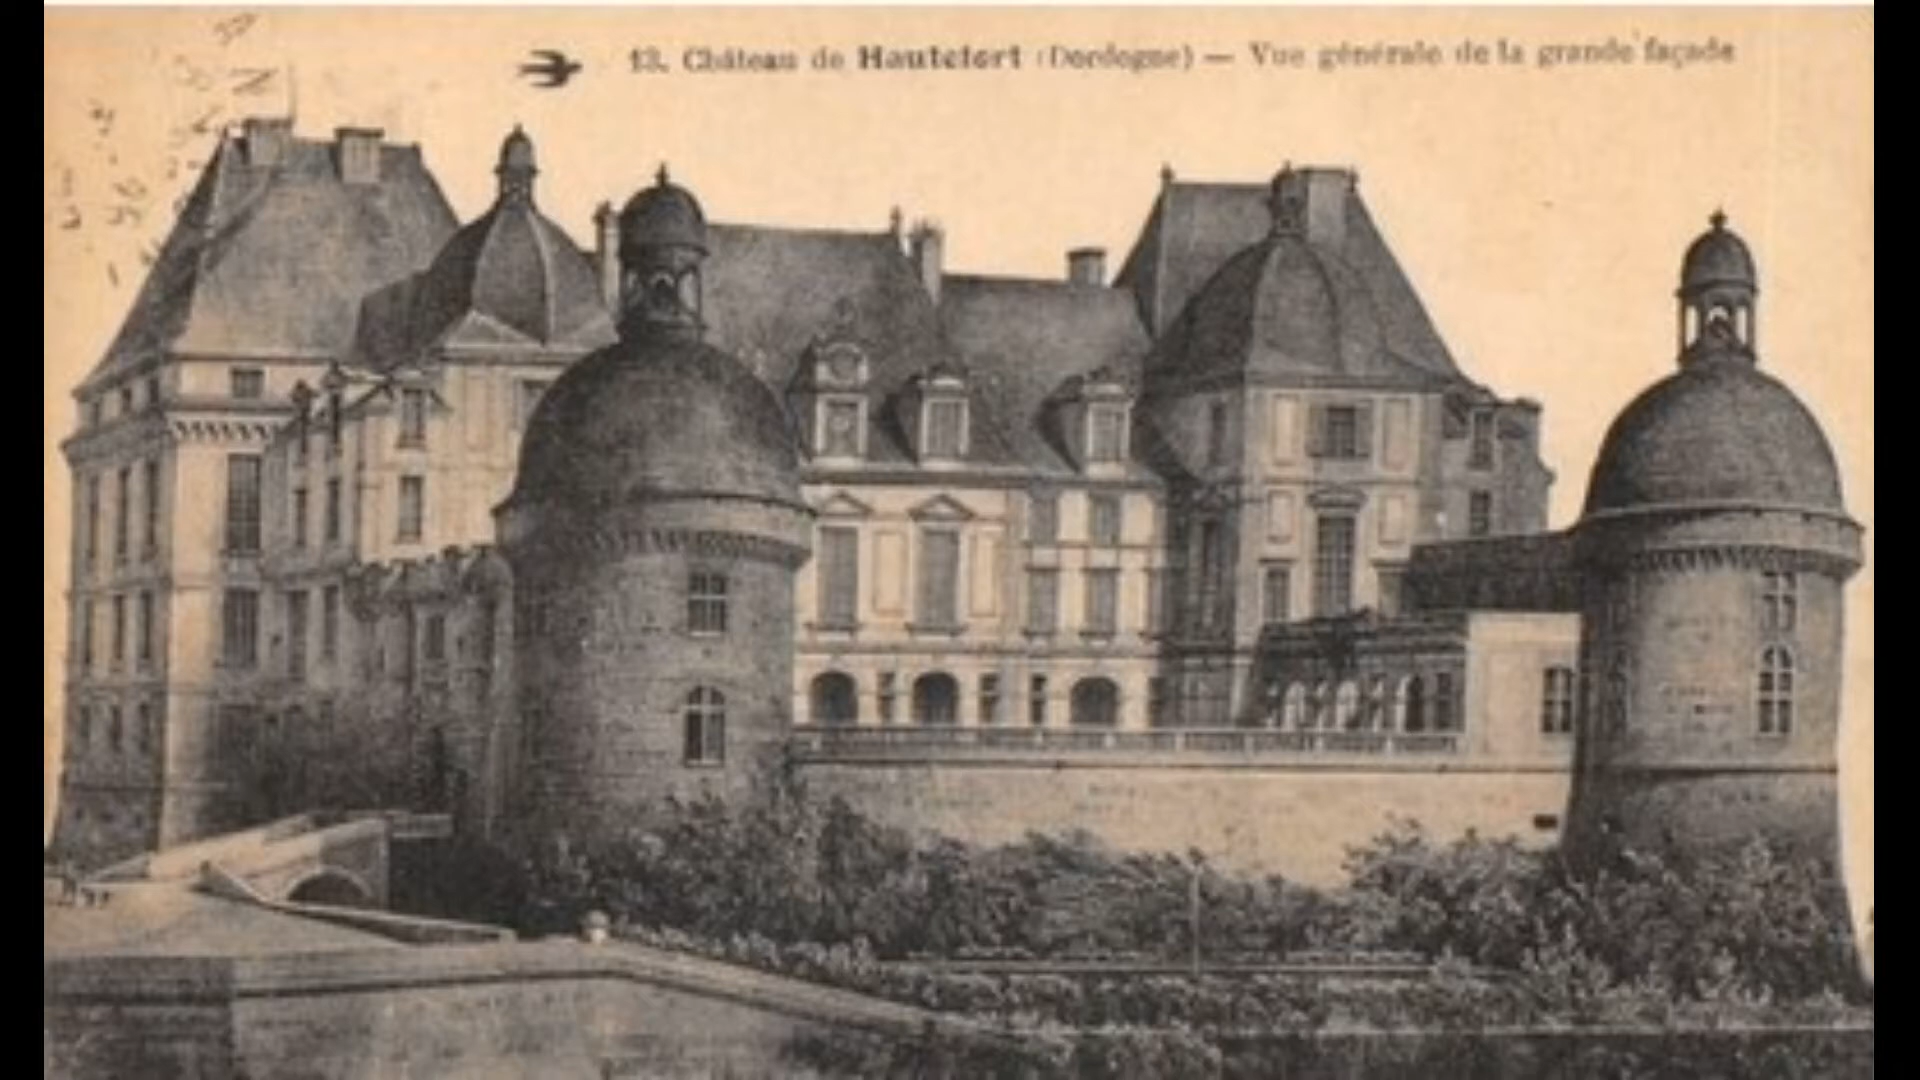 13. Château de Hautefort (Dordogne) — Vue générale de la grande façade